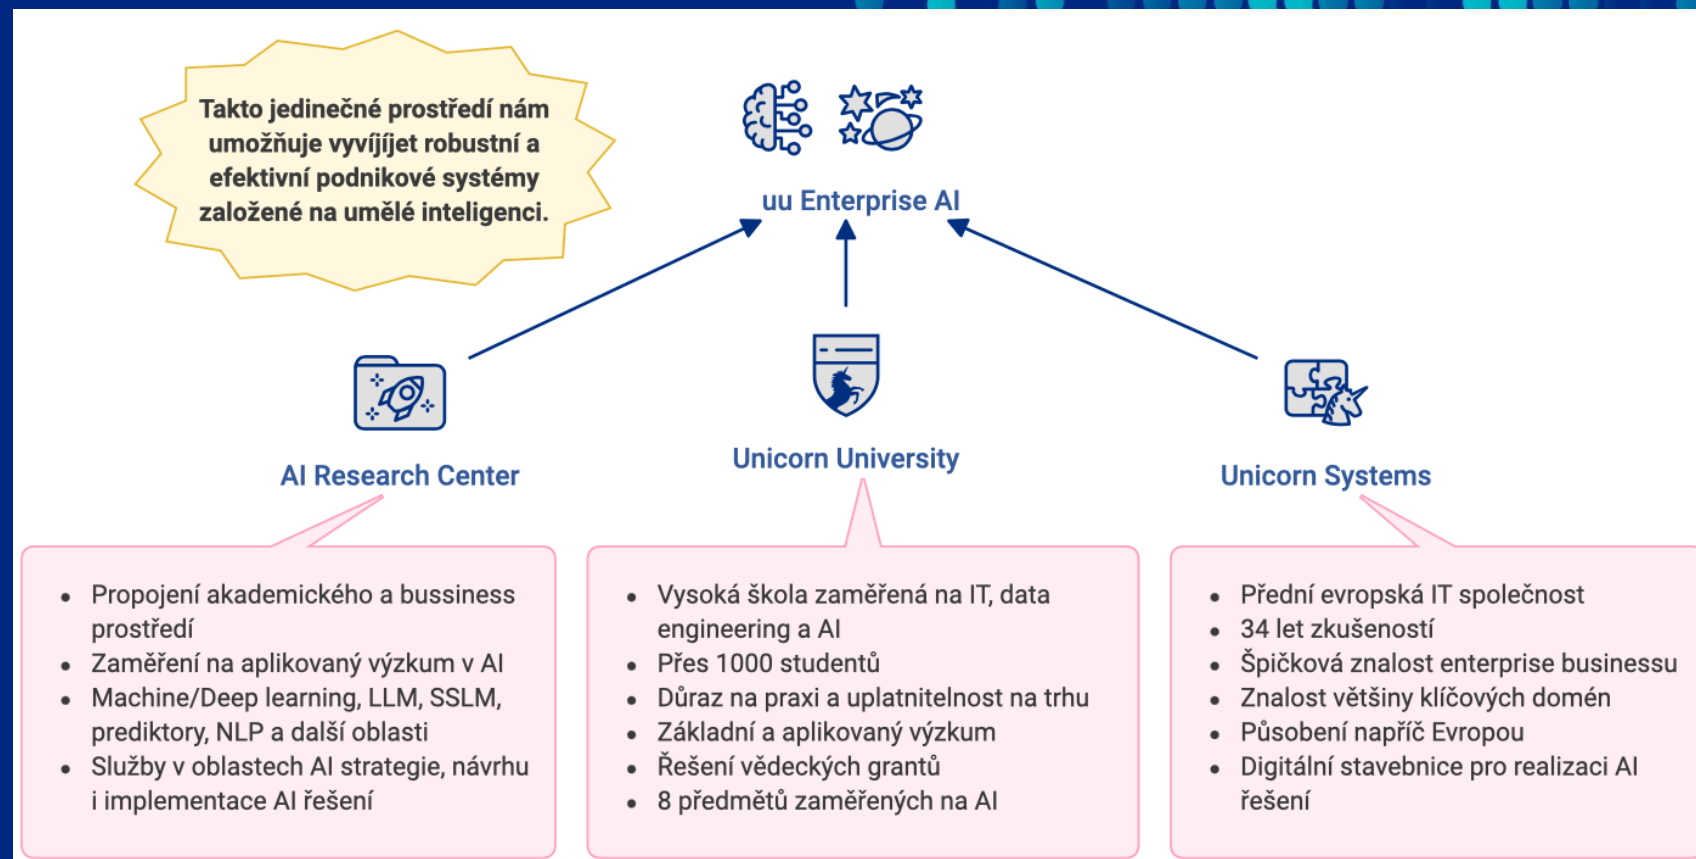 Takto jedinečné prostředí nám
umožňuje vyvíjíjet robustní a
efektivní podnikové systémy
založené na umělé inteligenci.
uu Enterprise AI
AI Research Center
Unicorn University
Unicorn Systems
• Propojení akademického a bussiness
prostředí
• Zaměření na aplikovaný výzkum v AI
• Machine/Deep learning, LLM, SSLM,
prediktory, NLP a další oblasti
• Služby v oblastech AI strategie, návrhu
i implementace AI řešení
• Vysoká škola zaměřená na IT, data
engineering a AI
• Přes 1000 studentů
• Důraz na praxi a uplatnitelnost na trhu
• Základní a aplikovaný výzkum
• Řešení vědeckých grantů
• 8 předmětů zaměřených na AI
• Přední evropská IT společnost
• 34 let zkušeností
• Špičková znalost enterprise businessu
• Znalost většiny klíčových domén
• Působení napříč Evropou
• Digitální stavebnice pro realizaci AI
řešení